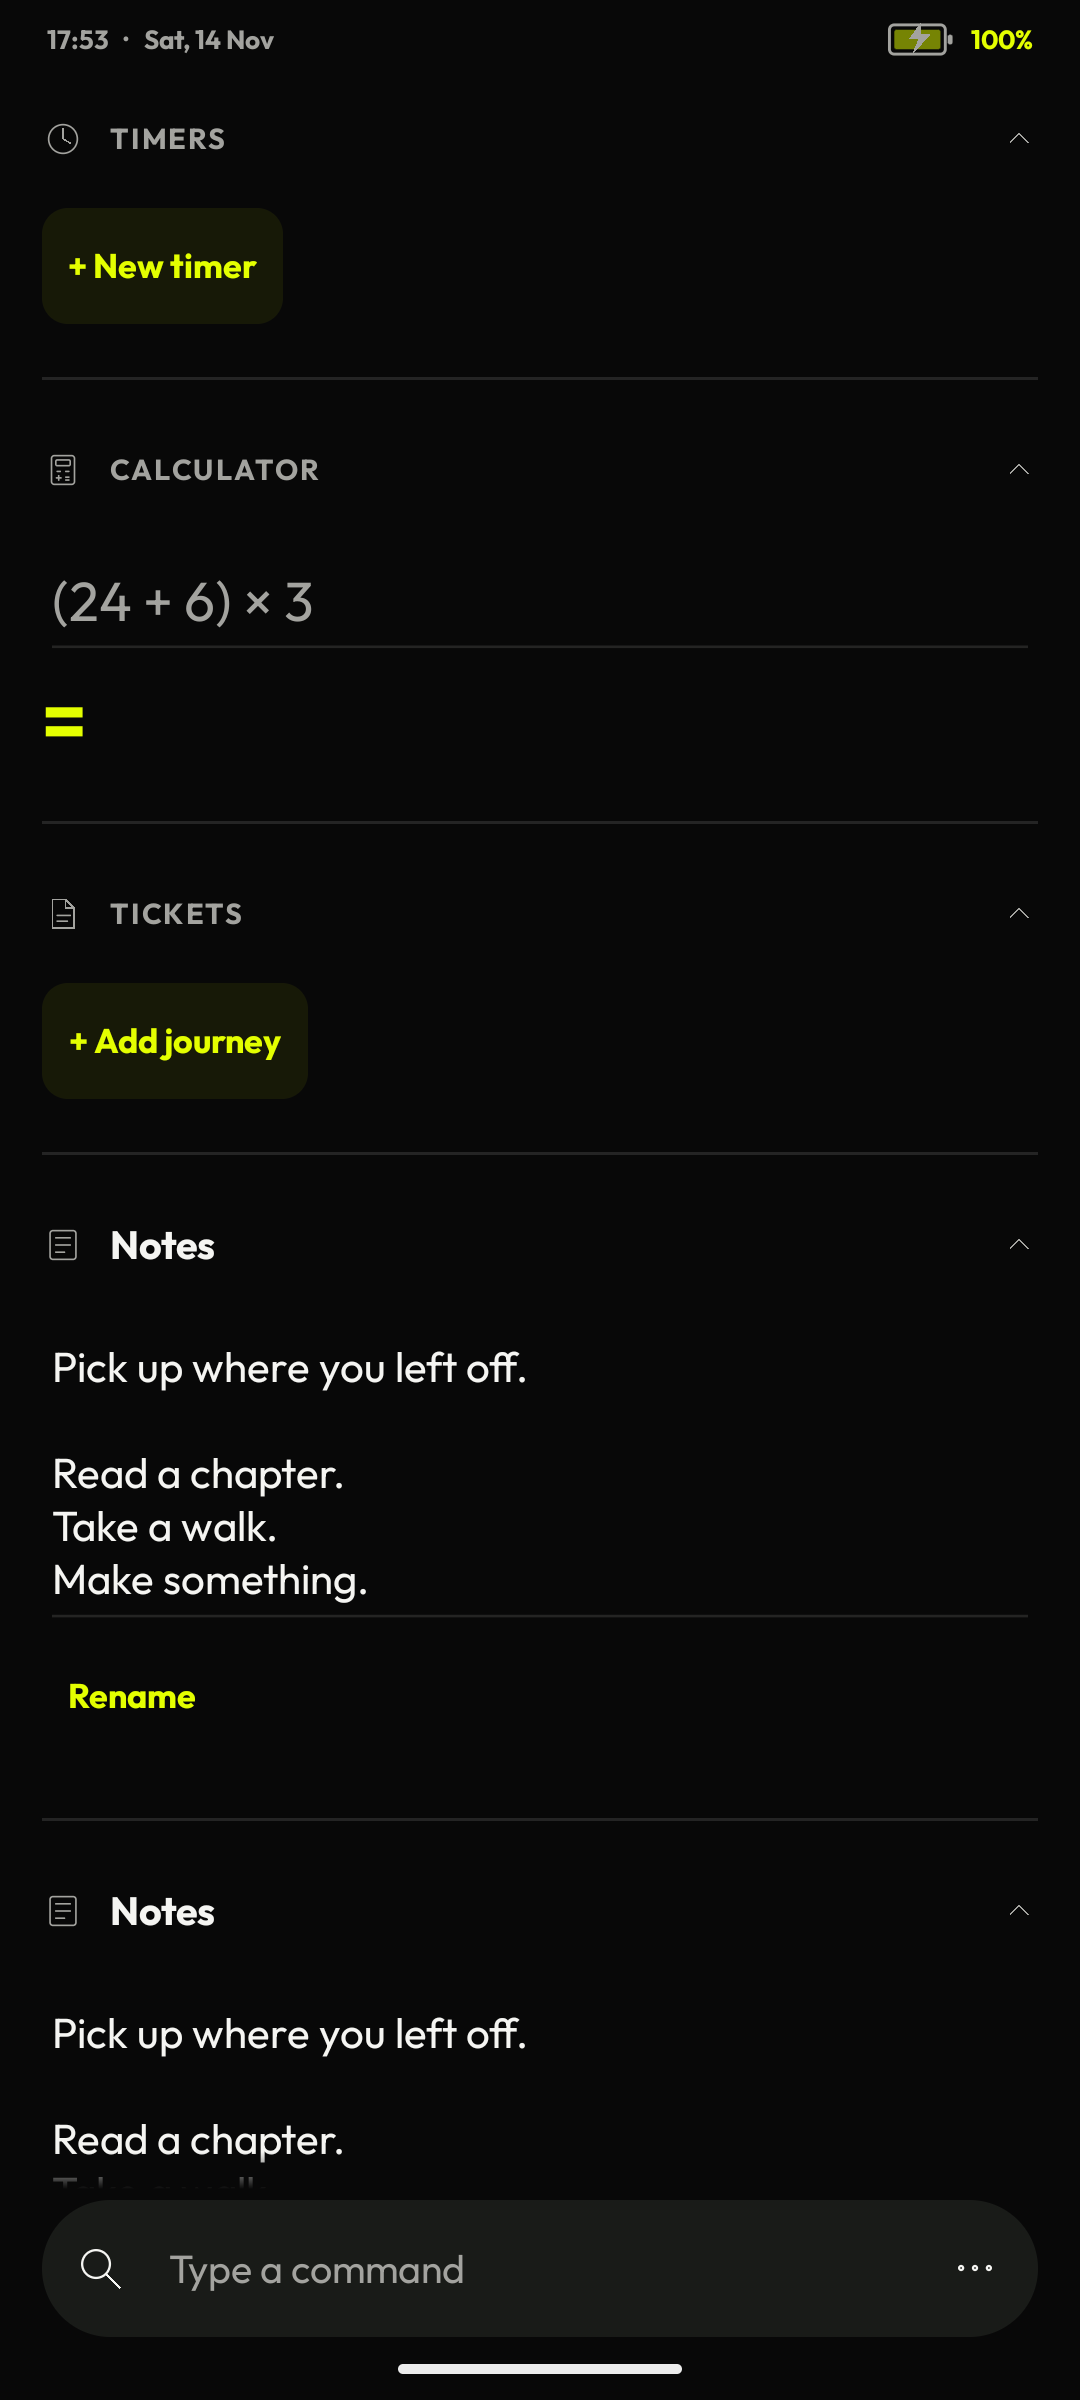 17:53 · Sat, 14 Nov 100%
TIMERS
+ New timer
CALCULATOR
(24 + 6) × 3
=
TICKETS
+ Add journey
Notes
Pick up where you left off.
Read a chapter.
Take a walk.
Make something.
Rename
Notes
Pick up where you left off.
Read a chapter.
Type a command